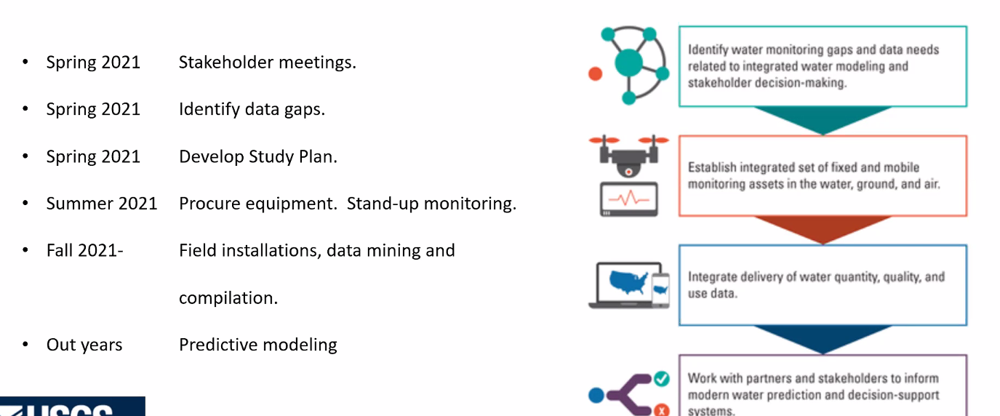 • Spring 2021 Stakeholder meetings.
• Spring 2021 Identify data gaps.
• Spring 2021 Develop Study Plan.
• Summer 2021 Procure equipment.  Stand-up monitoring.
• Fall 2021- Field installations, data mining and
compilation.
• Out years Predictive modeling
USGS
Identify water monitoring gaps and data needs
related to integrated water modeling and
stakeholder decision-making.
Establish integrated set of fixed and mobile
monitoring assets in the water, ground, and air.
Integrate delivery of water quantity, quality, and
use data.
Work with partners and stakeholders to inform
modern water prediction and decision-support
systems.
X